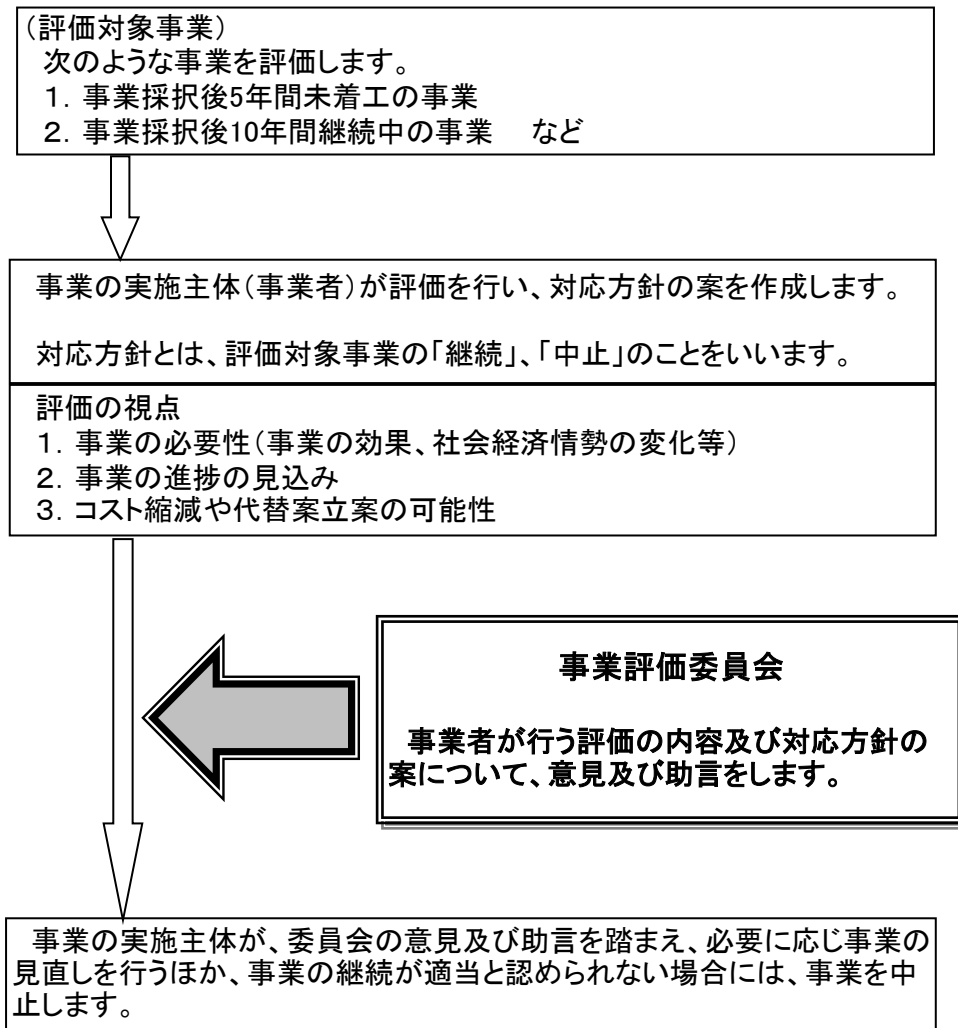 (評価対象事業)
次のような事業を評価します。
1. 事業採択後5年間未着工の事業
2. 事業採択後10年間継続中の事業 など
事業の実施主体(事業者)が評価を行い、対応方針の案を作成します。
対応方針とは、評価対象事業の「継続」、「中止」のことをいいます。
評価の視点
1. 事業の必要性(事業の効果、社会経済情勢の変化等)
2. 事業の進捗の見込み
3. コスト縮減や代替案立案の可能性
事業評価委員会
事業者が行う評価の内容及び対応方針の
案について、意見及び助言をします。
事業の実施主体が、委員会の意見及び助言を踏まえ、必要に応じ事業の
見直しを行うほか、事業の継続が適当と認められない場合には、事業を中
止します。